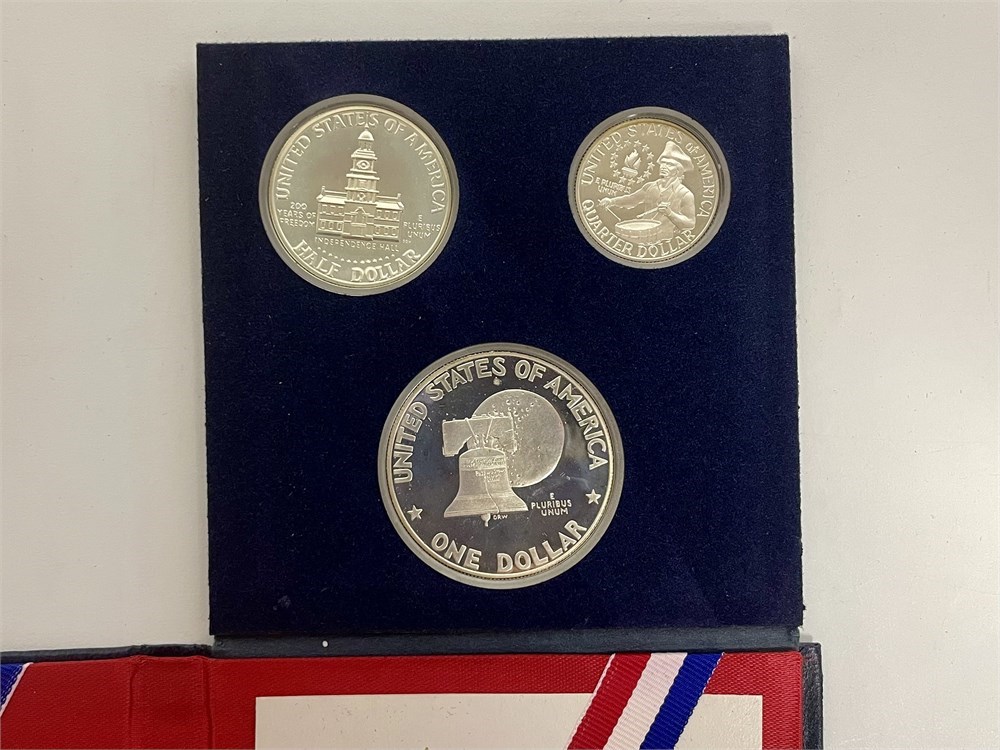 UNITED STATES OF AMERICA
200
YEARS OF
FREEDOM
E
PLURIBUS
UNUM
INDEPENDENCE HALL
HALF DOLLAR
UNITED STATES OF AMERICA
E PLURIBUS
UNUM
QUARTER DOLLAR
UNITED STATES OF AMERICA
E
PLURIBUS
UNUM
DRW
ONE DOLLAR